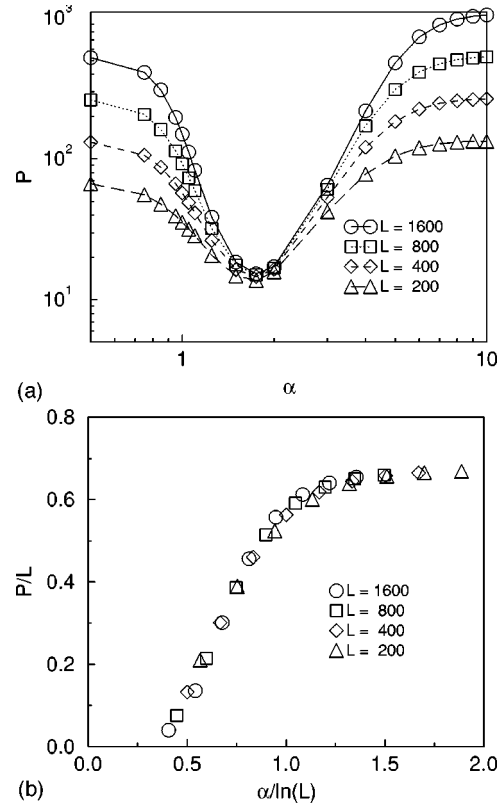 10³
10²
10¹
P
L = 1600
L = 800
L = 400
L = 200
1
10
(a)
α
0.8
0.6
0.4
0.2
0.0
P/L
L = 1600
L = 800
L = 400
L = 200
0.0
0.5
1.0
1.5
2.0
(b)
α/ln(L)